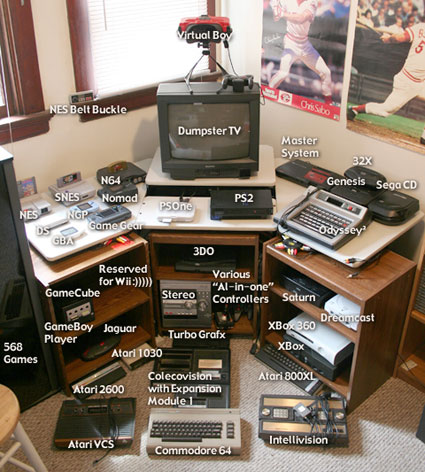 Virtual Boy
NES Belt Buckle
Dumpster TV
Chris Sabo
Master
System
32X
Genesis
Sega CD
N64
SNES
Nomad
NES
NGP
PSOne
PS2
DS
Game Gear
GBA
Odyssey²
3DO
Reserved
for Wii:)))))
Various
"Al-in-one"
Controllers
GameCube
Stereo
Saturn
Dreamcast
GameBoy
Player
Jaguar
Turbo Grafx
XBox 360
XBox
568
Games
Atari 1030
Atari 2600
Colecovision
with Expansion
Module 1
Atari 800XL
Atari VCS
Commodore 64
Intellivision